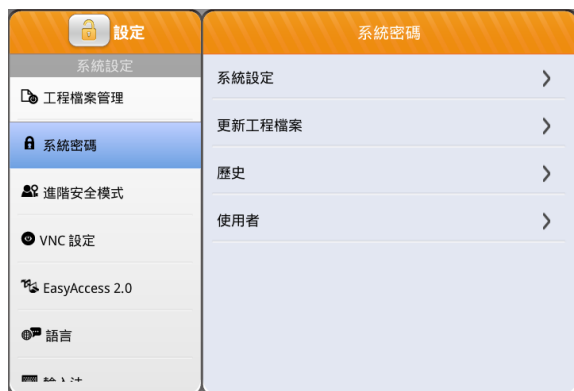 設定
系統設定
工程檔案管理
系統密碼
進階安全模式
VNC 設定
EasyAccess 2.0
語言
系統密碼
系統設定
更新工程檔案
歷史
使用者